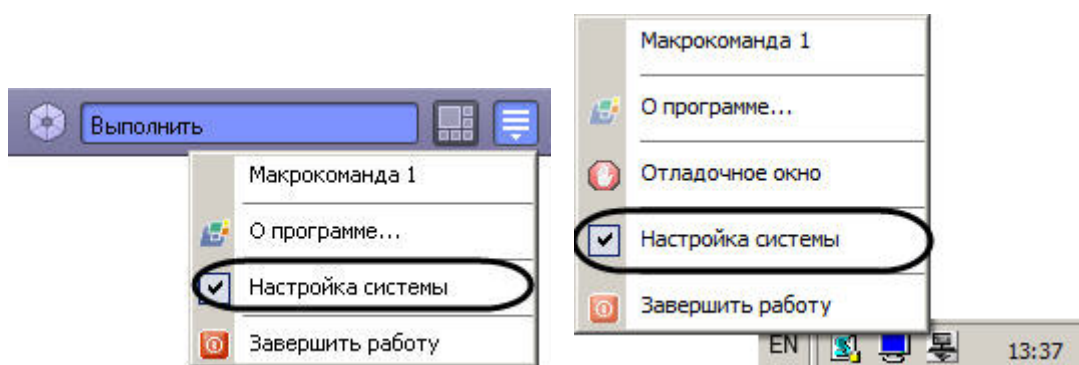 Выполнить
Макрокоманда 1
О программе...
Настройка системы
Завершить работу
Макрокоманда 1
О программе...
Отладочное окно
Настройка системы
Завершить работу
EN 13:37